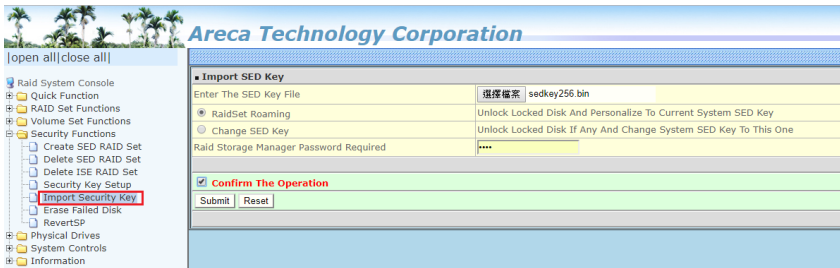 Areca Technology Corporation
|open all|close all|
Raid System Console
Quick Function
RAID Set Functions
Volume Set Functions
Security Functions
Create SED RAID Set
Delete SED RAID Set
Delete ISE RAID Set
Security Key Setup
Import Security Key
Erase Failed Disk
RevertSP
Physical Drives
System Controls
Information
Import SED Key
Enter The SED Key File 選擇檔案 sedkey256.bin
RaidSet Roaming Unlock Locked Disk And Personalize To Current System SED Key
Change SED Key Unlock Locked Disk If Any And Change System SED Key To This One
Raid Storage Manager Password Required ••••
Confirm The Operation
Submit Reset